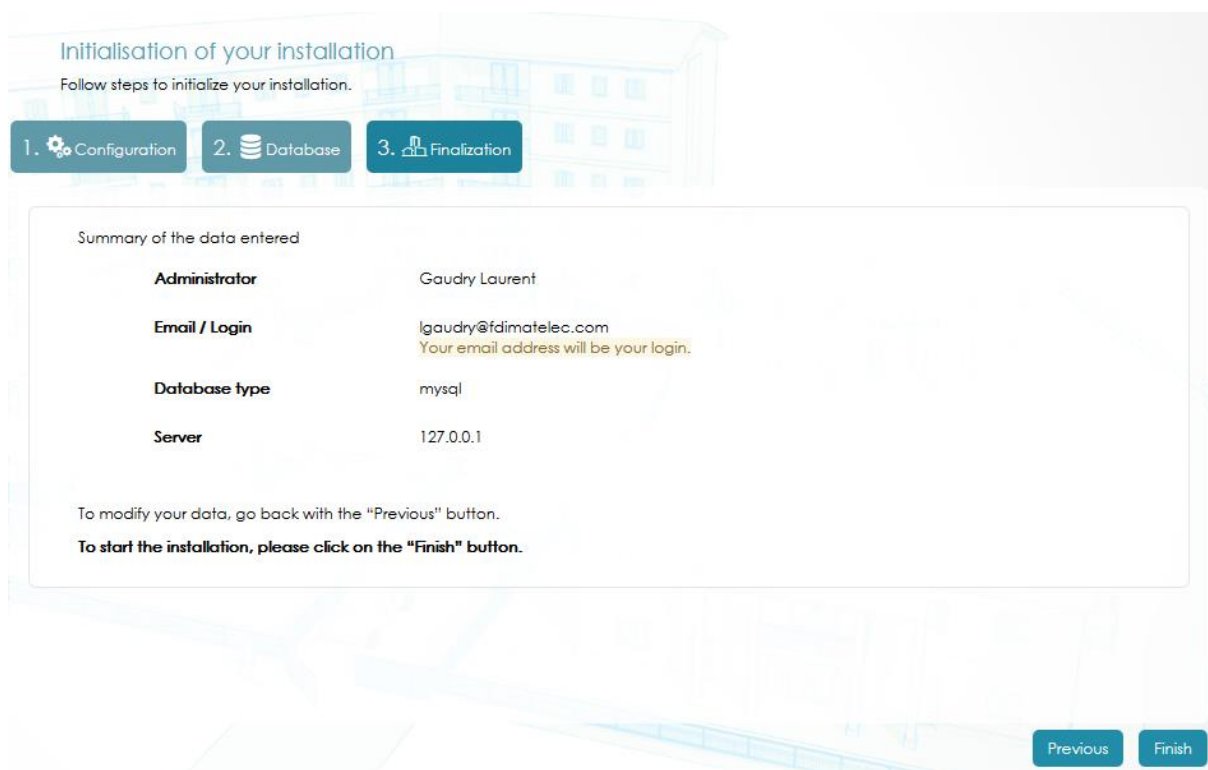 Initialisation of your installation
Follow steps to initialize your installation.
1. Configuration 2. Database 3. Finalization
Summary of the data entered
Administrator Gaudry Laurent
Email / Login lgaudry@fdimatelec.com
Your email address will be your login.
Database type mysql
Server 127.0.0.1
To modify your data, go back with the “Previous” button.
To start the installation, please click on the “Finish” button.
Previous Finish